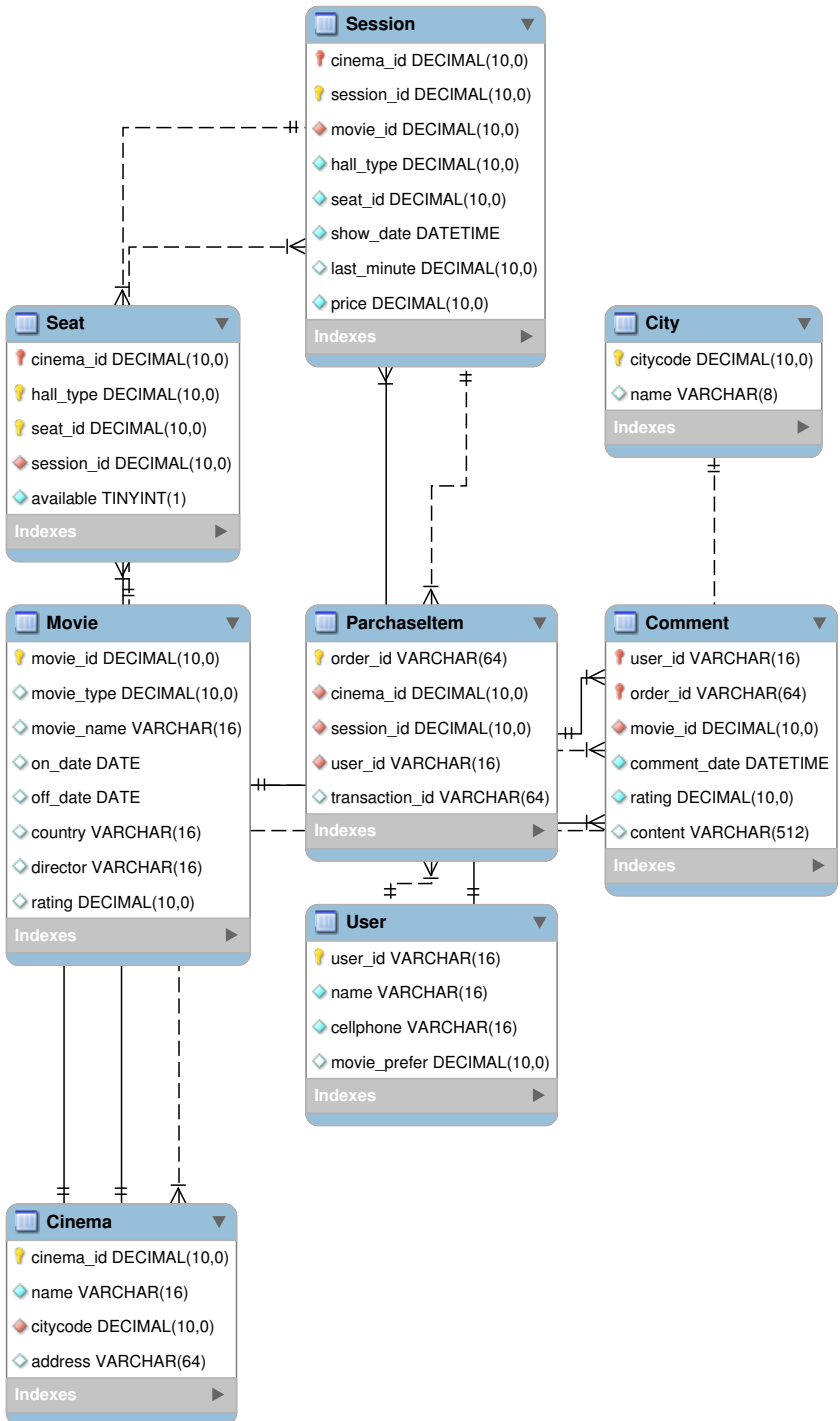 Session
cinema_id DECIMAL(10,0)
session_id DECIMAL(10,0)
movie_id DECIMAL(10,0)
hall_type DECIMAL(10,0)
seat_id DECIMAL(10,0)
show_date DATETIME
last_minute DECIMAL(10,0)
price DECIMAL(10,0)
Indexes
Seat
cinema_id DECIMAL(10,0)
hall_type DECIMAL(10,0)
seat_id DECIMAL(10,0)
session_id DECIMAL(10,0)
available TINYINT(1)
Indexes
City
citycode DECIMAL(10,0)
name VARCHAR(8)
Indexes
Movie
movie_id DECIMAL(10,0)
movie_type DECIMAL(10,0)
movie_name VARCHAR(16)
on_date DATE
off_date DATE
country VARCHAR(16)
director VARCHAR(16)
rating DECIMAL(10,0)
Indexes
ParchaseItem
order_id VARCHAR(64)
cinema_id DECIMAL(10,0)
session_id DECIMAL(10,0)
user_id VARCHAR(16)
transaction_id VARCHAR(64)
Indexes
Comment
user_id VARCHAR(16)
order_id VARCHAR(64)
movie_id DECIMAL(10,0)
comment_date DATETIME
rating DECIMAL(10,0)
content VARCHAR(512)
Indexes
User
user_id VARCHAR(16)
name VARCHAR(16)
cellphone VARCHAR(16)
movie_prefer DECIMAL(10,0)
Indexes
Cinema
cinema_id DECIMAL(10,0)
name VARCHAR(16)
citycode DECIMAL(10,0)
address VARCHAR(64)
Indexes